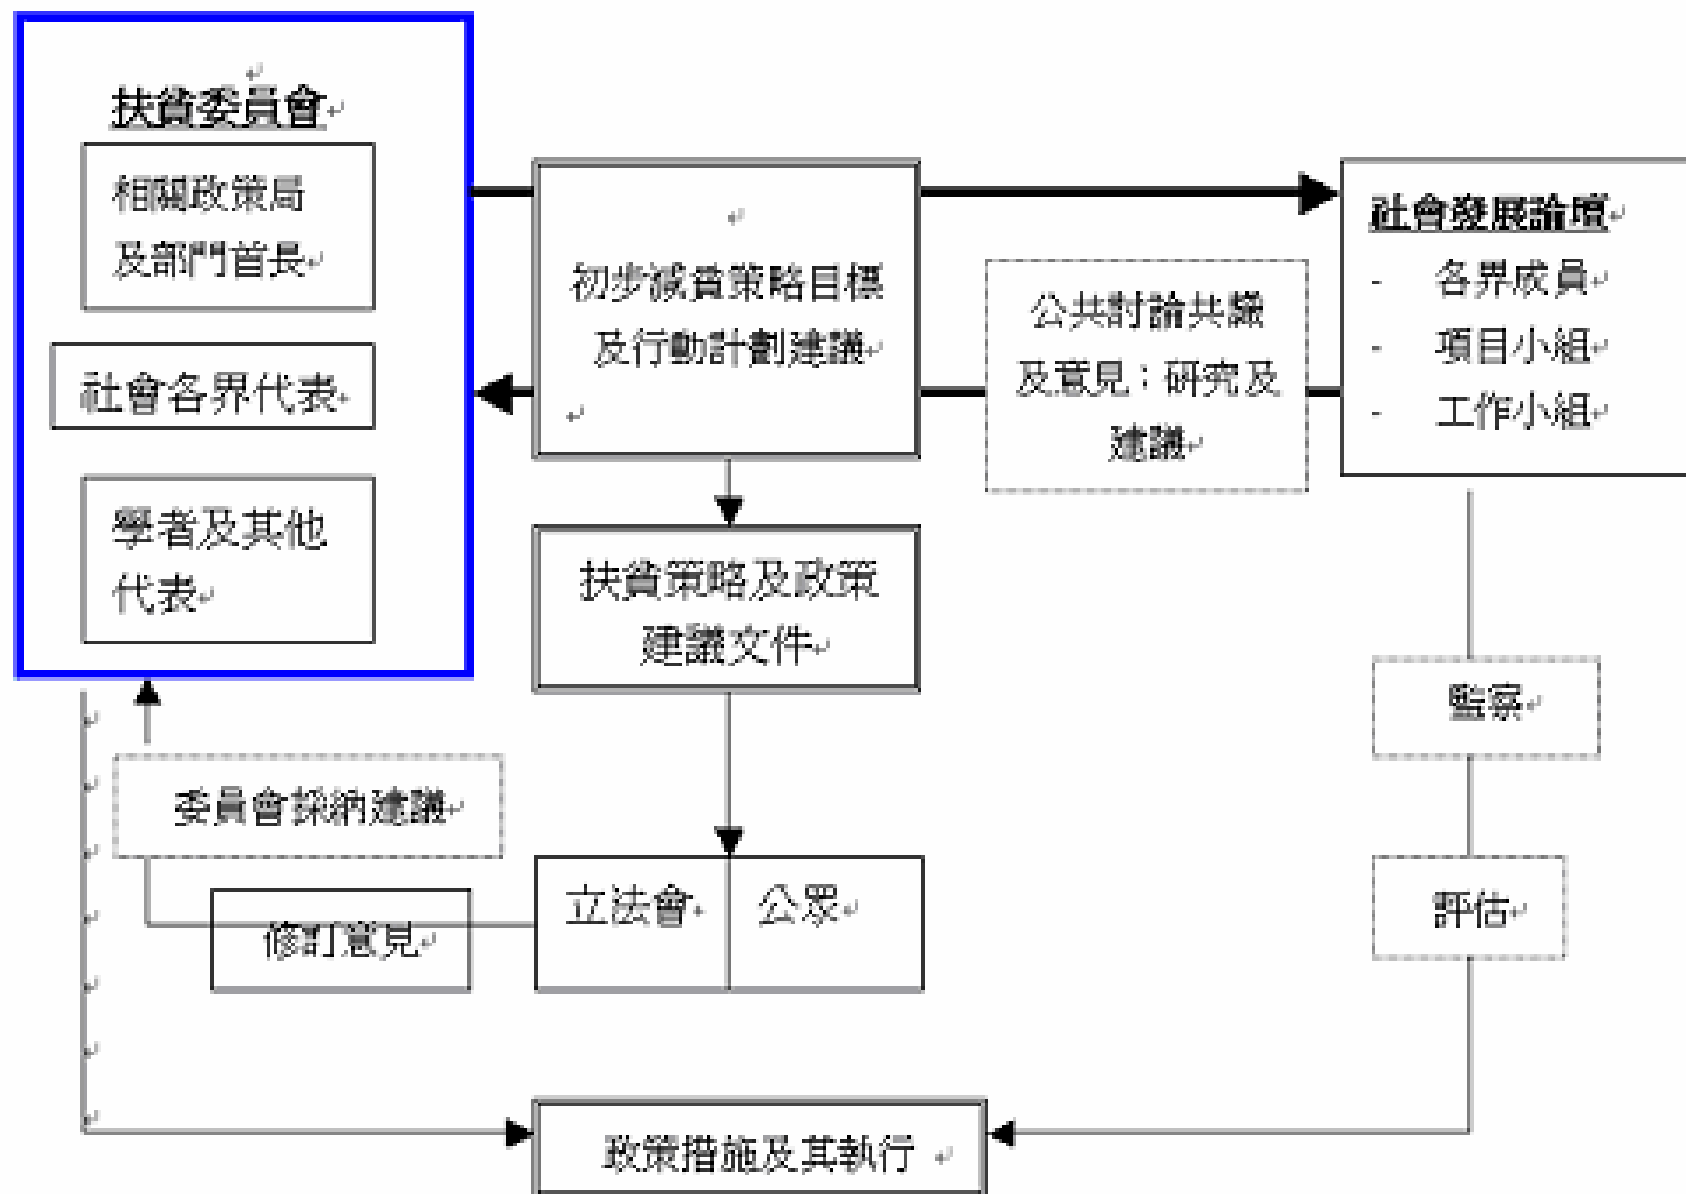 扶貧委員會
相關政策局
及部門首長
社會各界代表
學者及其他
代表
初步減貧策略目標
及行動計劃建議
公共討論共議
及意見；研究及
建議
社會發展論壇
- 各界成員
- 項目小組
- 工作小組
扶貧策略及政策
建議文件
監察
委員會採納建議
修訂意見
立法會
公眾
評估
政策措施及其執行